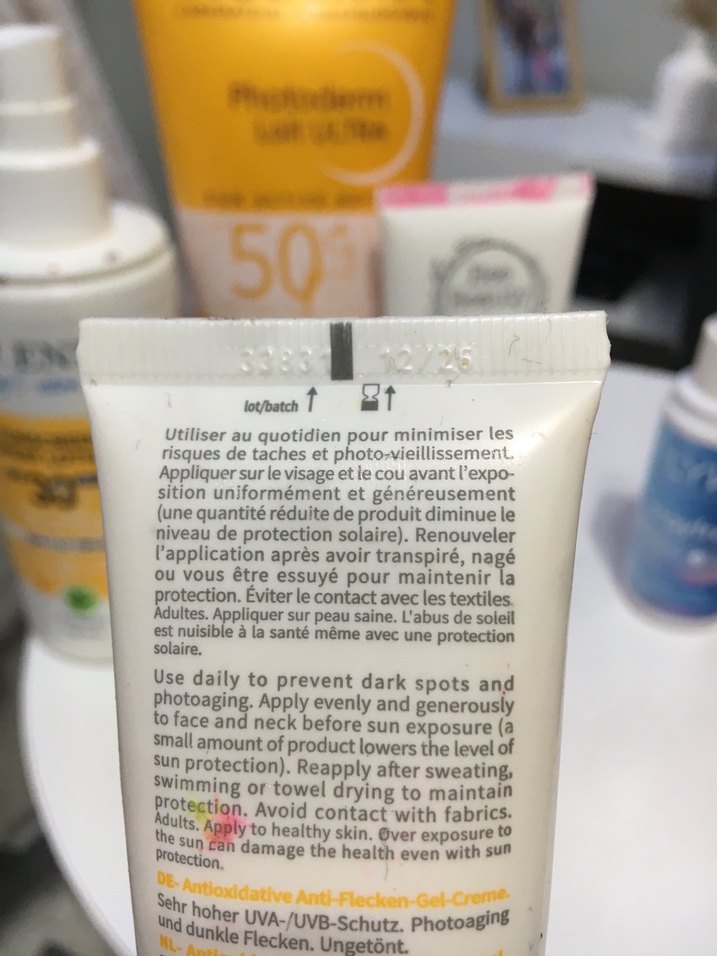 Photoderm
Lait ULTRA
50
33831 12/26
lot/batch
Utiliser au quotidien pour minimiser les
risques de taches et photo-vieillissement.
Appliquer sur le visage et le cou avant l'expo-
sition uniformément et généreusement
(une quantité réduite de produit diminue le
niveau de protection solaire). Renouveler
l'application après avoir transpiré, nagé
ou vous être essuyé pour maintenir la
protection. Éviter le contact avec les textiles.
Adultes. Appliquer sur peau saine. L'abus de soleil
est nuisible à la santé même avec une protection
solaire.
Use daily to prevent dark spots and
photoaging. Apply evenly and generously
to face and neck before sun exposure (a
small amount of product lowers the level of
sun protection). Reapply after sweating,
swimming or towel drying to maintain
protection. Avoid contact with fabrics.
Adults. Apply to healthy skin. Over exposure to
the sun can damage the health even with sun
protection.
DE- Antioxidative Anti-Flecken-Gel-Creme.
Sehr hoher UVA-/UVB-Schutz. Photoaging
und dunkle Flecken. Ungetönt.
NL-